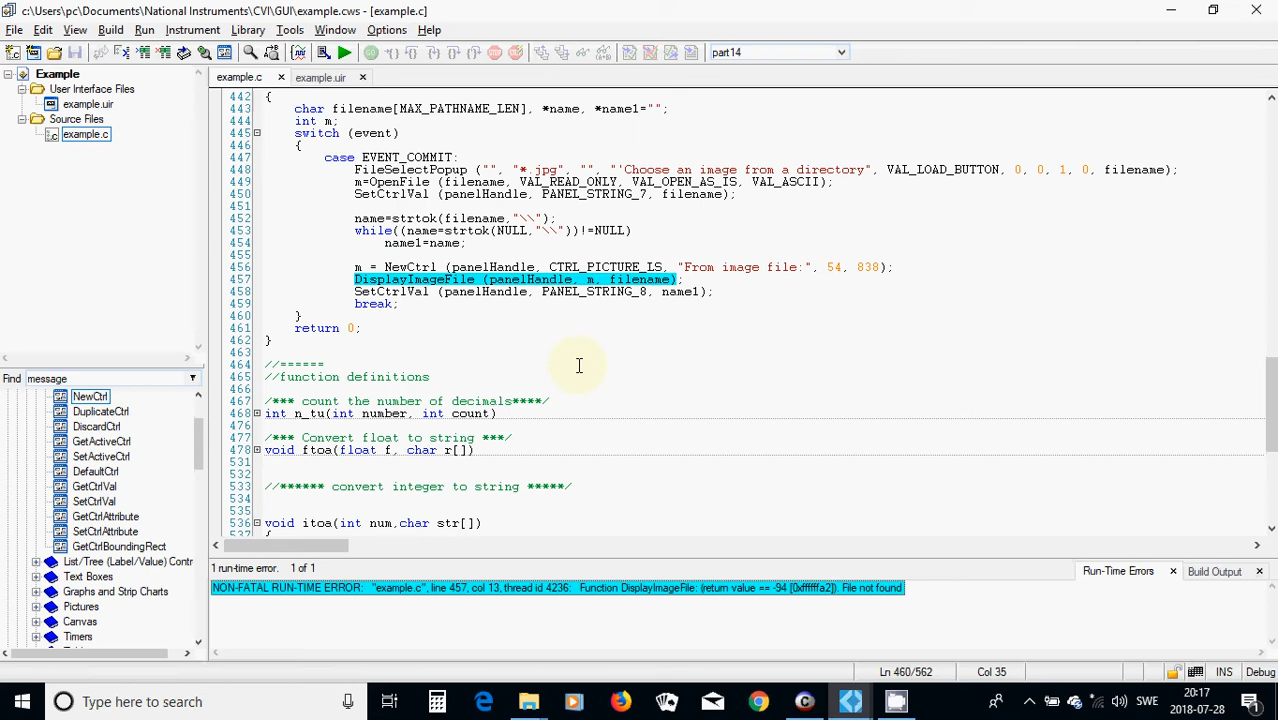 c:\Users\pc\Documents\National Instruments\CVI\GUI\example.cws - [example.c]
File Edit View Build Run Instrument Library Tools Window Options Help
part14
Example
User Interface Files
example.uir
Source Files
example.c
example.c
example.uir
442 {
443 char filename[MAX_PATHNAME_LEN], *name, *name1="";
444 int m;
445 switch (event)
446 {
447 case EVENT_COMMIT:
448 FileSelectPopup ("", "*.jpg", "", "'Choose an image from a directory", VAL_LOAD_BUTTON, 0, 0, 1, 0, filename);
449 m=OpenFile (filename, VAL_READ_ONLY, VAL_OPEN_AS_IS, VAL_ASCII);
450 SetCtrlVal (panelHandle, PANEL_STRING_7, filename);
451
452 name=strtok(filename,"\\");
453 while((name=strtok(NULL,"\\"))!=NULL)
454 name1=name;
455
456 m = NewCtrl (panelHandle, CTRL_PICTURE_LS, "From image file:", 54, 838);
457 DisplayImageFile (panelHandle, m, filename);
458 SetCtrlVal (panelHandle, PANEL_STRING_8, name1);
459 break;
460 }
461 return 0;
462 }
463
464 //======
465 //function definitions
466
467 /*** count the number of decimals****/
468 int n_tu(int number, int count)
476
477 /*** Convert float to string ***/
478 void ftoa(float f, char r[])
531
532
533 //****** convert integer to string *****/
534
535
536 void itoa(int num,char str[])
537 {
Find message
NewCtrl
DuplicateCtrl
DiscardCtrl
GetActiveCtrl
SetActiveCtrl
DefaultCtrl
GetCtrlVal
SetCtrlVal
GetCtrlAttribute
SetCtrlAttribute
GetCtrlBoundingRect
List/Tree (Label/Value) Contr
Text Boxes
Graphs and Strip Charts
Pictures
Canvas
Timers
1 run-time error. 1 of 1
Run-Time Errors
Build Output
NON-FATAL RUN-TIME ERROR: "example.c", line 457, col 13, thread id 4236: Function DisplayImageFile: (return value == -94 [0xffffffa2]). File not found
Ln 460/562 Col 35 INS Debug
Type here to search
SWE
20:17
2018-07-28